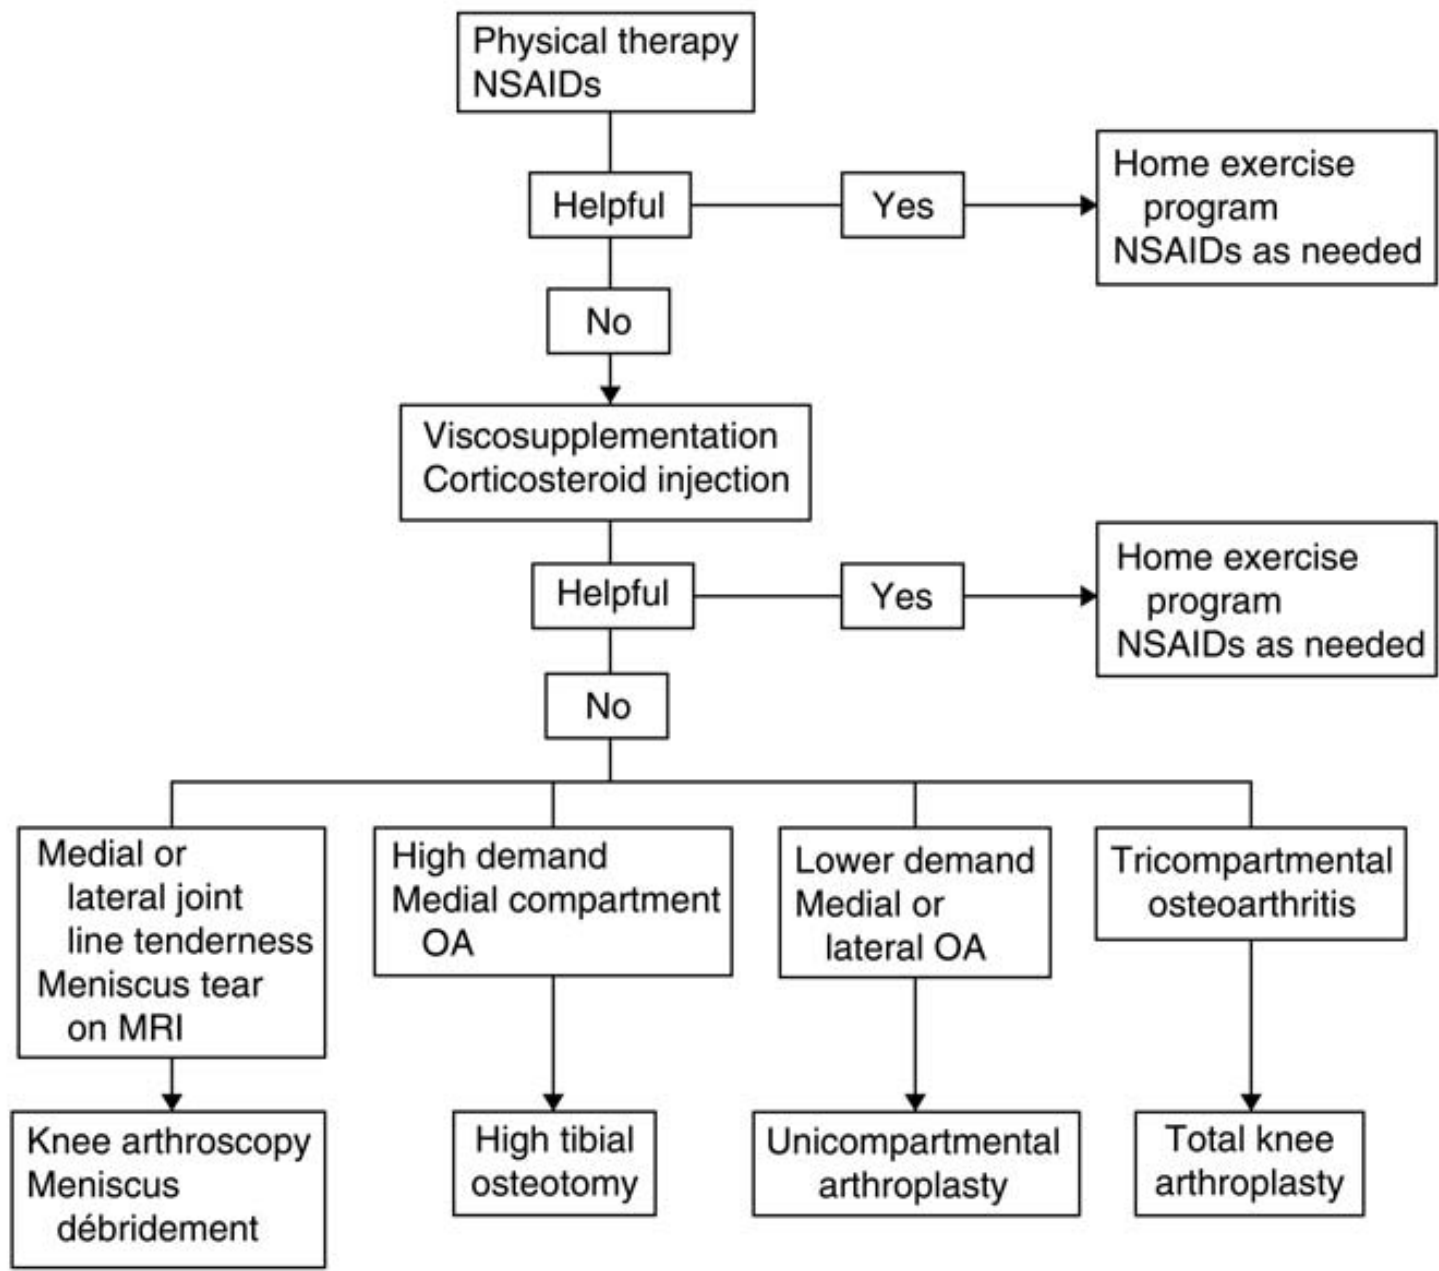 Physical therapy
NSAIDs
Helpful
Yes
Home exercise
program
NSAIDs as needed
No
Viscosupplementation
Corticosteroid injection
Helpful
Yes
Home exercise
program
NSAIDs as needed
No
Medial or
lateral joint
line tenderness
Meniscus tear
on MRI
High demand
Medial compartment
OA
Lower demand
Medial or
lateral OA
Tricompartmental
osteoarthritis
Knee arthroscopy
Meniscus
débridement
High tibial
osteotomy
Unicompartmental
arthroplasty
Total knee
arthroplasty